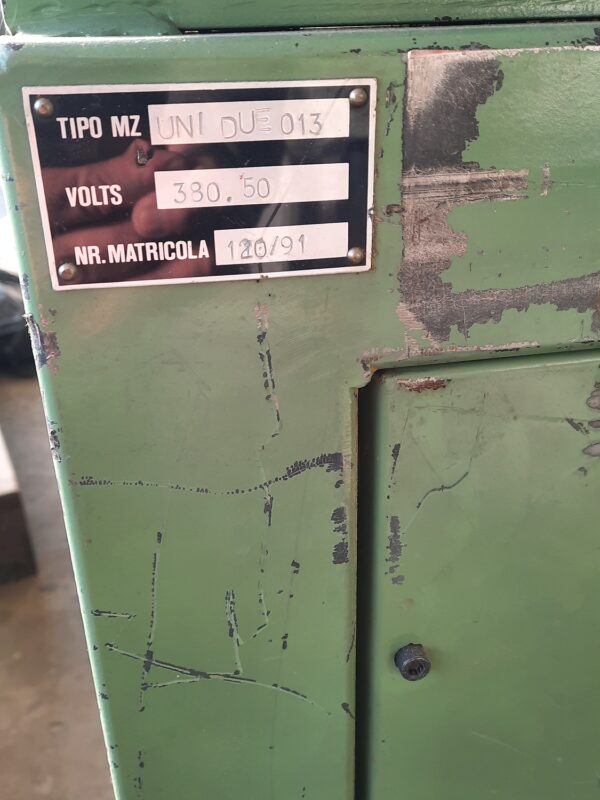 TIPO MZ UNI DUE 013
VOLTS 380.50
NR. MATRICOLA 120/91